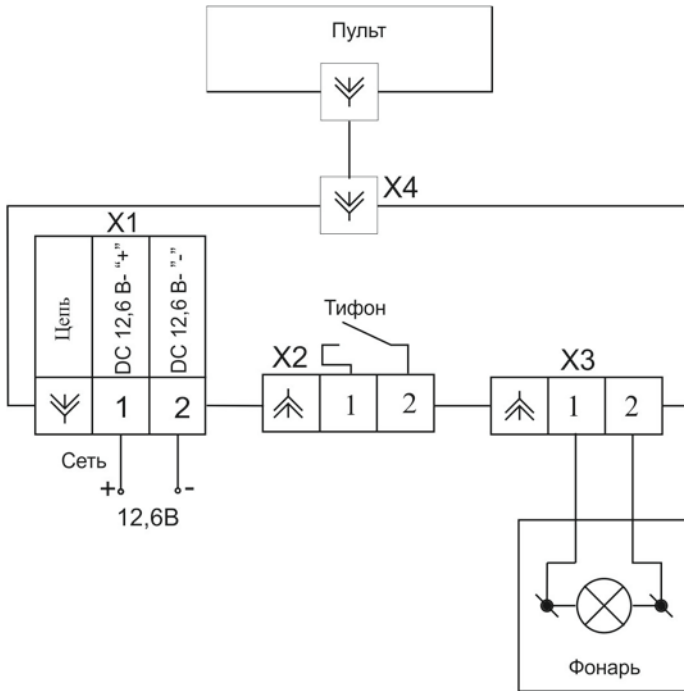 Пульт
X4
X1
Цепь
DC 12,6 В- “+”
DC 12,6 В- ”-”
1
2
Сеть
+
-
12,6В
Тифон
X2
1
2
X3
1
2
Фонарь